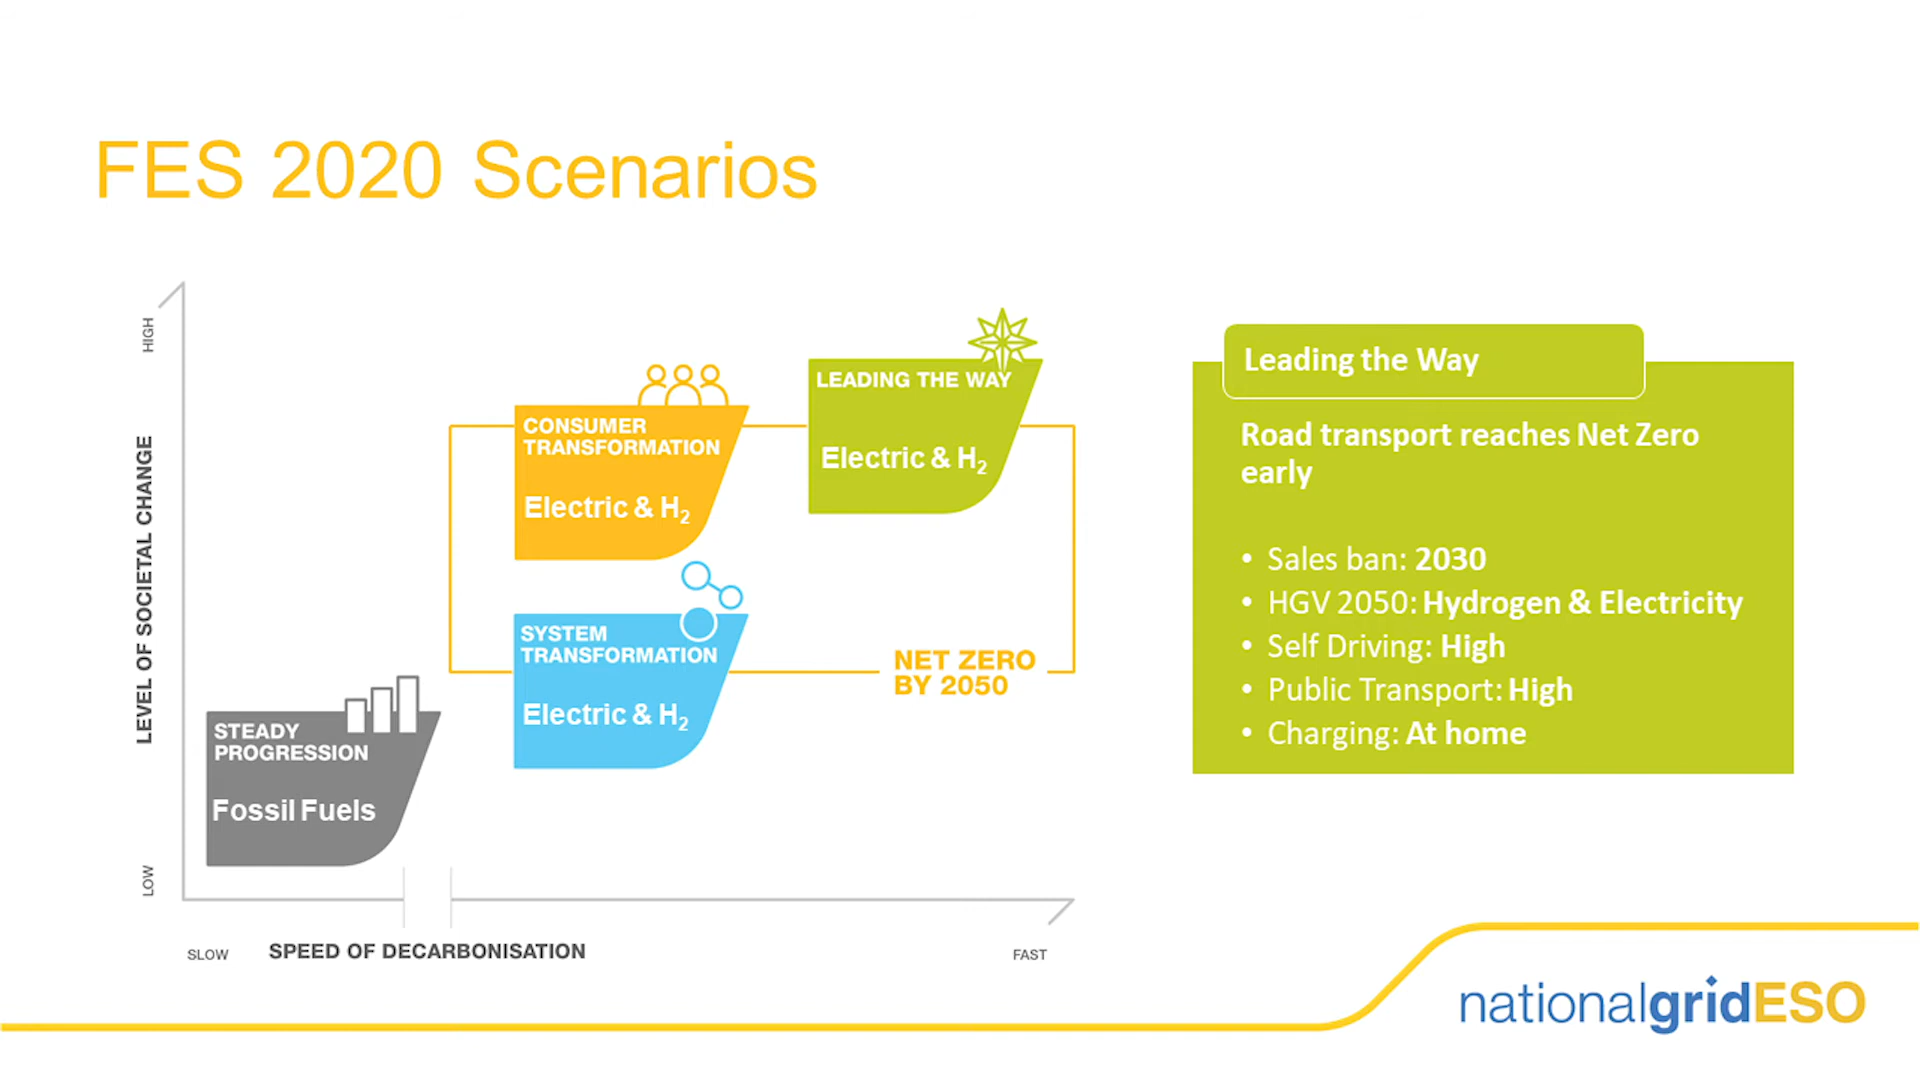 FES 2020 Scenarios
HIGH
LEVEL OF SOCIETAL CHANGE
LOW
LEADING THE WAY
Electric & H₂
CONSUMER
TRANSFORMATION
Electric & H₂
SYSTEM
TRANSFORMATION
Electric & H₂
NET ZERO
BY 2050
STEADY
PROGRESSION
Fossil Fuels
SLOW
SPEED OF DECARBONISATION
FAST
Leading the Way
Road transport reaches Net Zero
early
• Sales ban: 2030
• HGV 2050: Hydrogen & Electricity
• Self Driving: High
• Public Transport: High
• Charging: At home
nationalgridESO